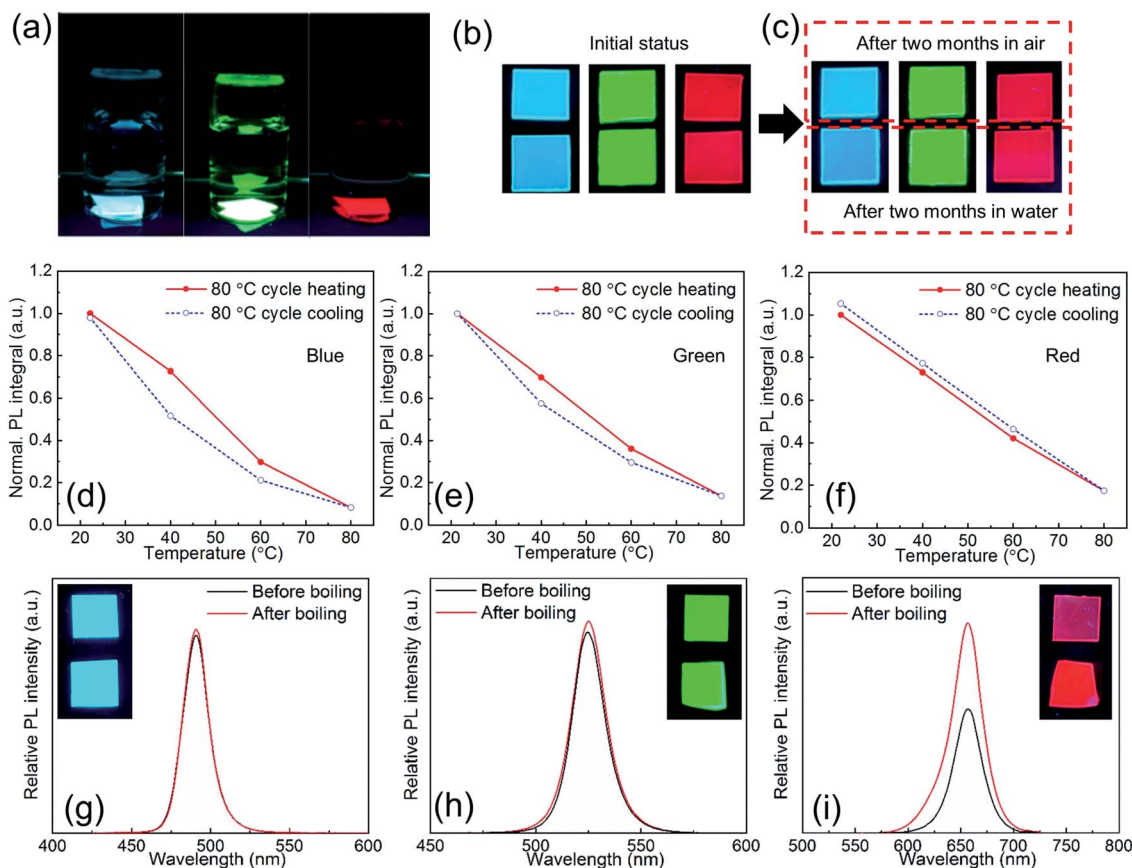 (a)
(b)
Initial status
(c)
After two months in air
After two months in water
1.2
1.0
0.8
0.6
0.4
0.2
0.0
Normal. PL integral (a.u.)
80 °C cycle heating
80 °C cycle cooling
Blue
(d)
20 30 40 50 60 70 80
Temperature (°C)
1.2
1.0
0.8
0.6
0.4
0.2
0.0
Normal. PL integral (a.u.)
80 °C cycle heating
80 °C cycle cooling
Green
(e)
20 30 40 50 60 70 80
Temperature (°C)
1.2
1.0
0.8
0.6
0.4
0.2
0.0
Normal. PL integral (a.u.)
80 °C cycle heating
80 °C cycle cooling
Red
(f)
20 30 40 50 60 70 80
Temperature (°C)
Relative PL intensity (a.u.)
Before boiling
After boiling
(g)
400 450 500 550 600
Wavelength (nm)
Relative PL intensity (a.u.)
Before boiling
After boiling
(h)
450 500 550 600
Wavelength (nm)
Relative PL intensity (a.u.)
Before boiling
After boiling
(i)
500 550 600 650 700 750 800
Wavelength (nm)